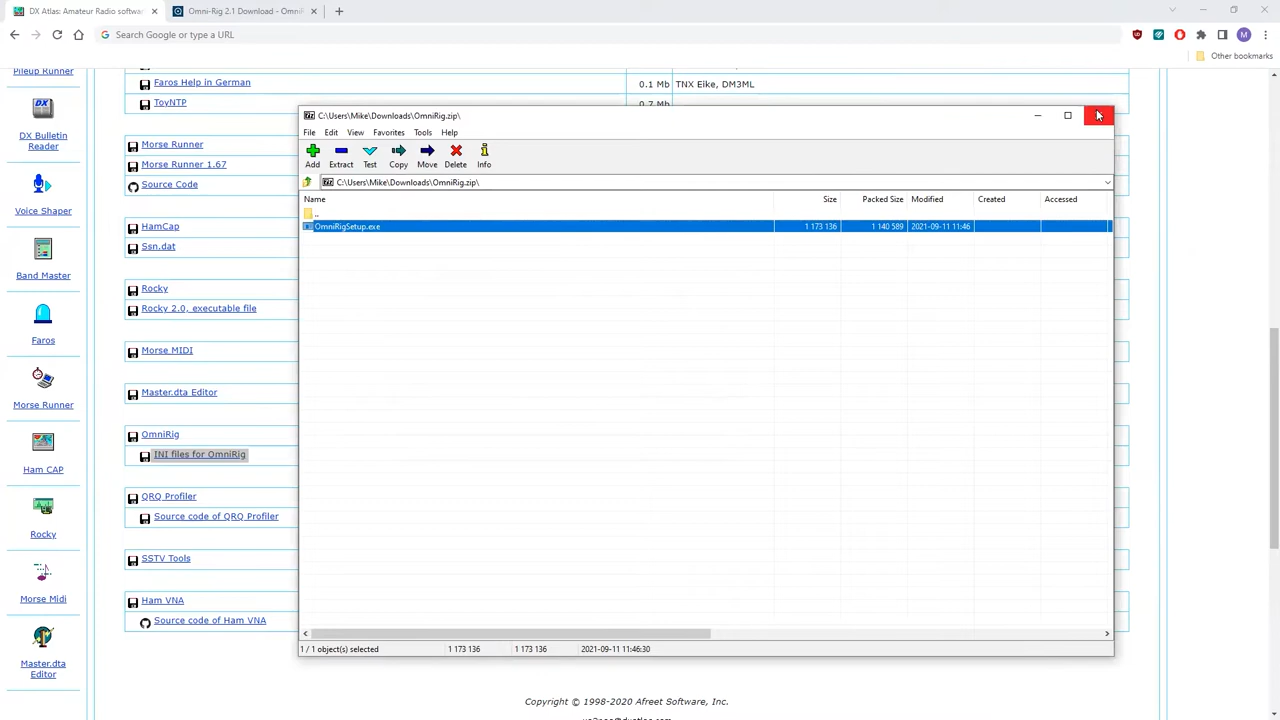 DX Atlas: Amateur Radio softwa
Omni-Rig 2.1 Download - OmniR
Search Google or type a URL
M
Other bookmarks
Pileup Runner
DX
DX Bulletin
Reader
Voice Shaper
Band Master
Faros
Morse Runner
Ham CAP
Rocky
Morse Midi
Master.dta
Editor
Faros Help in German
0.1 Mb
TNX Eike, DM3ML
ToyNTP
0.7 Mb
Morse Runner
Morse Runner 1.67
Source Code
HamCap
Ssn.dat
Rocky
Rocky 2.0, executable file
Morse MIDI
Master.dta Editor
OmniRig
INI files for OmniRig
QRQ Profiler
Source code of QRQ Profiler
SSTV Tools
Ham VNA
Source code of Ham VNA
C:\Users\Mike\Downloads\OmniRig.zip\
File Edit View Favorites Tools Help
Add Extract Test Copy Move Delete Info
C:\Users\Mike\Downloads\OmniRig.zip\
Name Size Packed Size Modified Created Accessed
..
OmniRigSetup.exe 1 173 136 1 140 589 2021-09-11 11:46
1 / 1 object(s) selected 1 173 136 1 173 136 2021-09-11 11:46:30
Copyright © 1998-2020 Afreet Software, Inc.